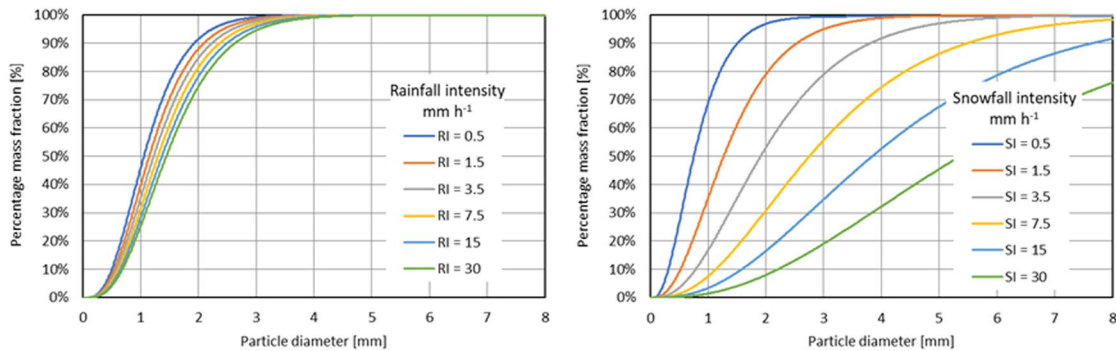 100%
90%
80%
70%
60%
50%
40%
30%
20%
10%
0%
Percentage mass fraction [%]
0 1 2 3 4 5 6 7 8
Particle diameter [mm]
Rainfall intensity
mm h⁻¹
RI = 0.5
RI = 1.5
RI = 3.5
RI = 7.5
RI = 15
RI = 30
100%
90%
80%
70%
60%
50%
40%
30%
20%
10%
0%
Percentage mass fraction [%]
0 1 2 3 4 5 6 7 8
Particle diameter [mm]
Snowfall intensity
mm h⁻¹
SI = 0.5
SI = 1.5
SI = 3.5
SI = 7.5
SI = 15
SI = 30